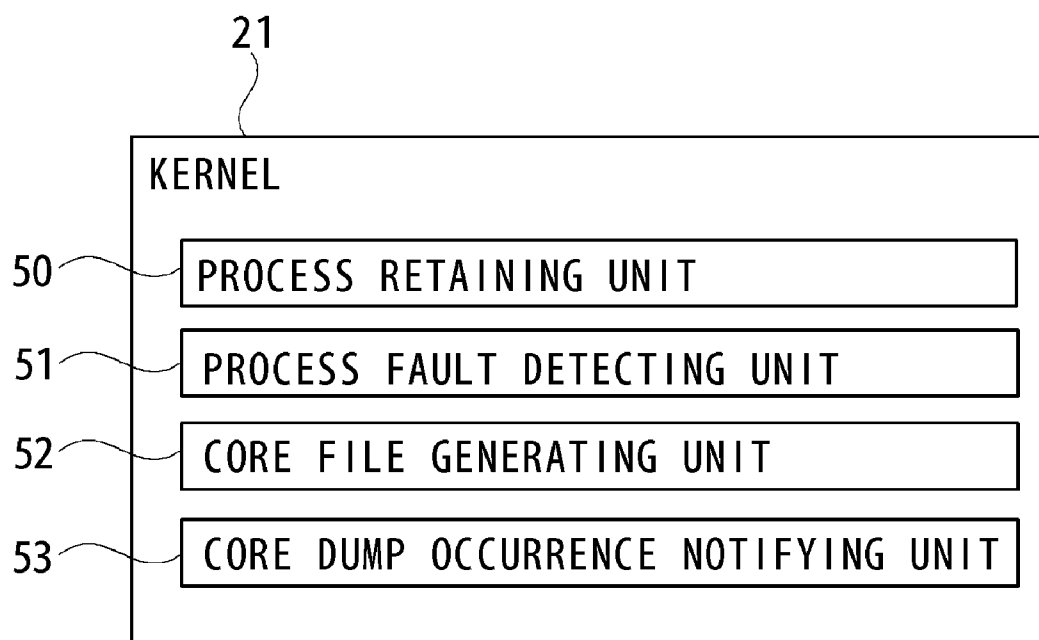 21
KERNEL
50 PROCESS RETAINING UNIT
51 PROCESS FAULT DETECTING UNIT
52 CORE FILE GENERATING UNIT
53 CORE DUMP OCCURRENCE NOTIFYING UNIT